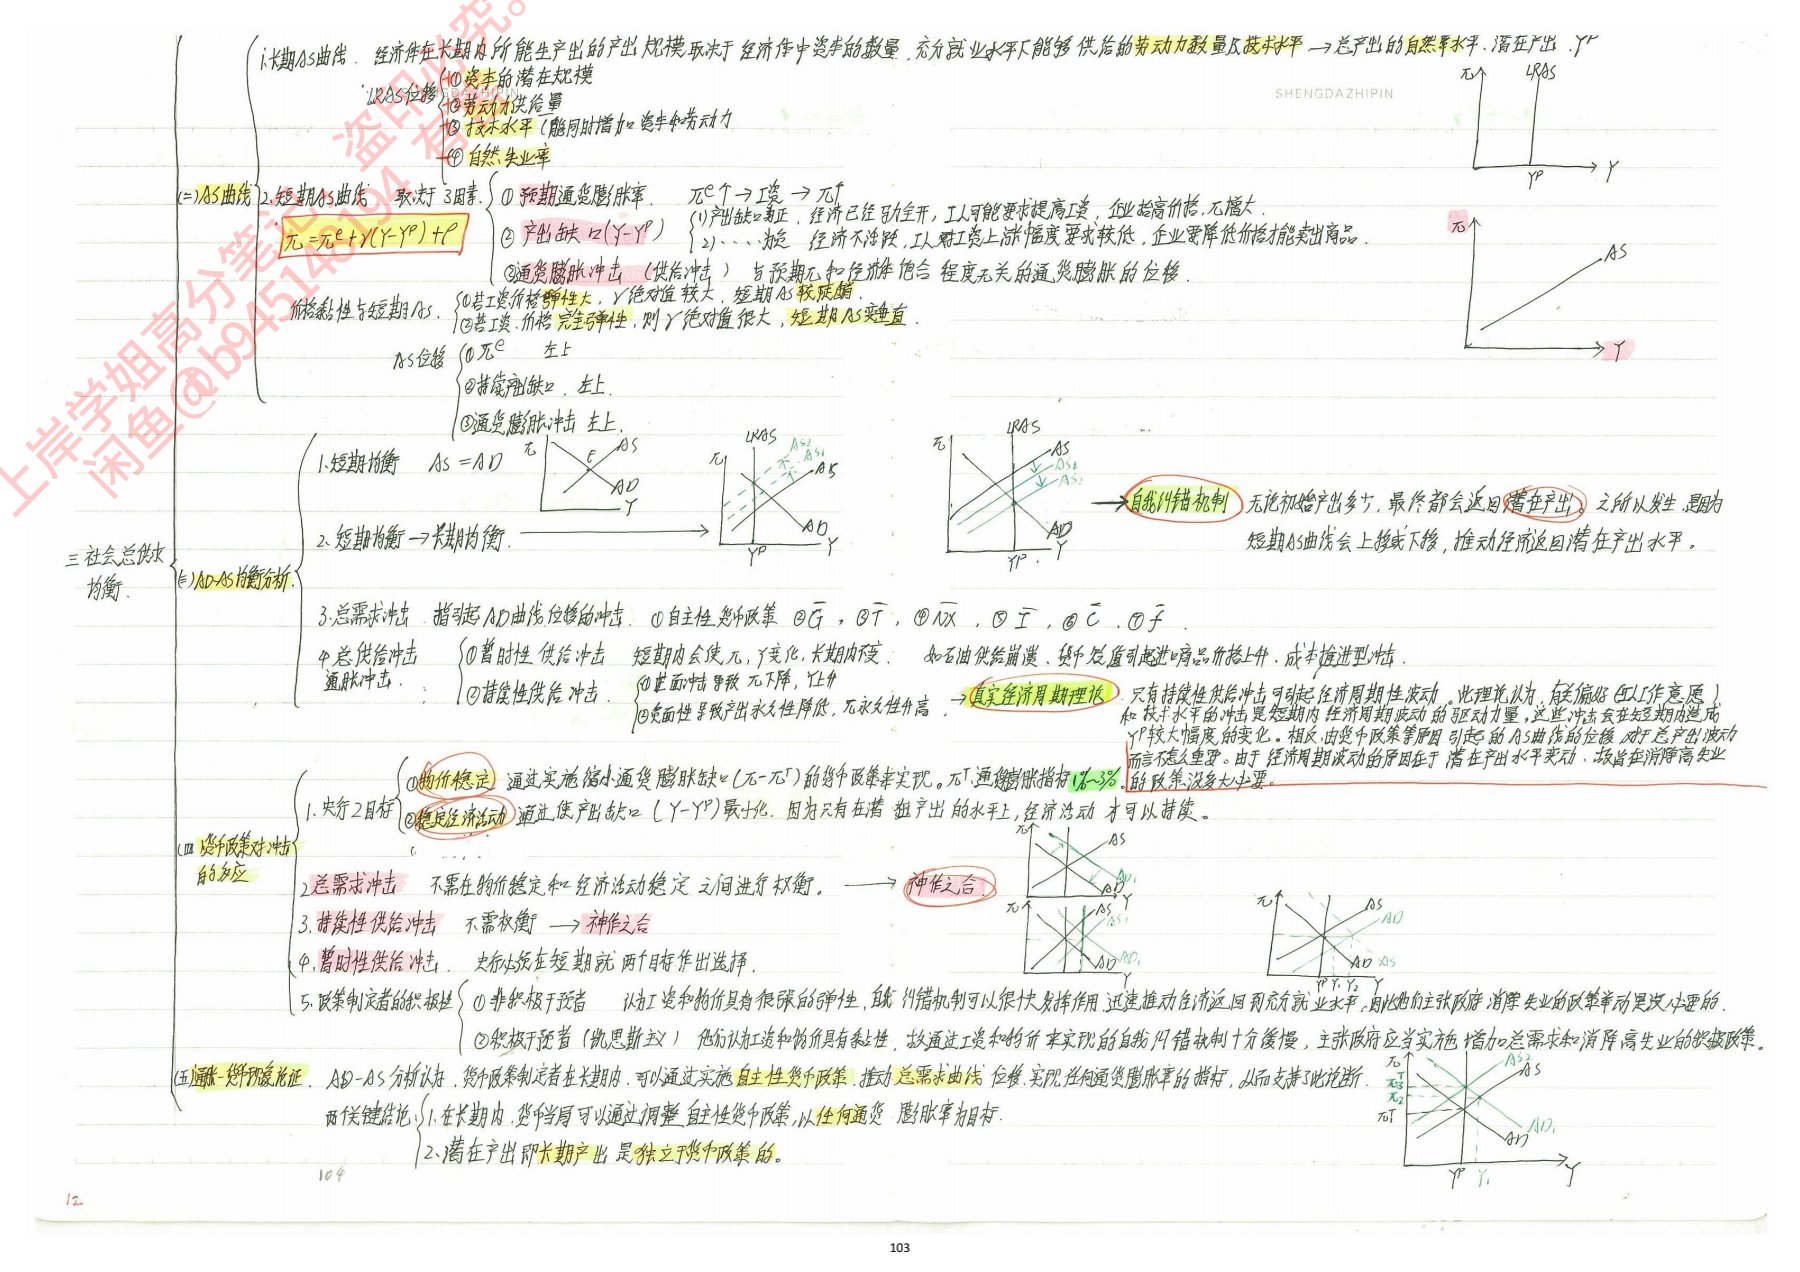 1.长期AS曲线. 经济体在长期内所能生产出的产出规模取决于经济体中资本的数量.充分就业水平下能够供给的劳动力数量及技术水平→总产出的自然率水平、潜在产出.Yᴾ
LRAS位移
①资本的潜在规模
SHENGDAZHIPIN
②劳动力供给量
③技术水平(能同时增加资本和劳动力
④自然失业率
π LRAS
Yᴾ Y
(二)AS曲线
2.短期AS曲线 取决于3因素.
π=πᵉ+γ(Y-Yᴾ)+ρ
①预期通货膨胀率. πᵉ↑→工资→π↑
②产出缺口(Y-Yᴾ)
(1)产出缺口为正,经济已经马力全开,工人可能要求提高工资,企业抬高价格,π增大.
(2)·····为负 经济不活跃,工人对工资上涨幅度要求较低,企业要降低价格才能卖出商品.
③通货膨胀冲击(供给冲击) 与预期π和经济体饱合程度无关的通货膨胀的位移.
π AS Y
价格黏性与短期AS.
①若工资价格弹性大,γ绝对值较大,短期AS较陡峭.
②若工资.价格完全弹性,则γ绝对值很大,短期AS变垂直.
AS位移
①πᵉ 左上
②持续产出缺口.左上.
③通货膨胀冲击 左上.
三 社会总供求均衡.
(三)AD-AS均衡分析.
1.短期均衡 AS=AD
π AS E AD Y
2.短期均衡→长期均衡.
π LRAS AS₂ AS₁ AS AD Yᴾ Y
π LRAS AS AS₁ AS₂ AD Yᴾ Y
→自我纠错机制 无论初始产出多少,最终都会返回潜在产出。之所以发生,是因为
短期AS曲线会上移或下移,推动经济返回潜在产出水平。
3.总需求冲击 指引起AD曲线位移的冲击. ①自主性货币政策 ②G̅, ③T̅, ④N̅X̅, ⑤I̅, ⑥C̅, ⑦f̅.
4.总供给冲击
通胀冲击.
①暂时性供给冲击 短期内会使π,Y变化,长期内不变. 如石油供给崩溃、货币贬值引起进口商品价格上升、成本推进型冲击.
②持续性供给冲击.
①正面冲击导致π下降,Y上升
②负面性导致产出永久性降低,π永久性升高.
→真实经济周期理论 只有持续性供给冲击可引起经济周期性波动。此理论认为,有关偏好(如工作意愿)
和技术水平的冲击是短期内经济周期波动的驱动力量。这些冲击会在短期内造成
Yᴾ较大幅度的变化。相反,由货币政策等原因引起的AS曲线的位移,对于总产出波动
而言不怎么重要。由于经济周期波动的原因在于潜在产出水平变动,故旨在消除高失业
的政策没多大必要.
(四)货币政策对冲击的反应
1.央行2目标
①物价稳定 通过实施缩小通货膨胀缺口(π-πᵀ)的货币政策来实现。πᵀ:通货膨胀指标1%~3%.
②稳定经济活动 通过使产出缺口(Y-Yᴾ)最小化.因为只有在潜在产出的水平上,经济活动才可以持续。
π AS AD AD₁ Y
2.总需求冲击 不需在物价稳定和经济活动稳定之间进行权衡。→神作之合
π AS AS₁ AD AD₁ Y
3.持续性供给冲击 不需权衡→神作之合
4.暂时性供给冲击. 央行必须在短期就两个目标作出选择.
π AS AD AD AS Yᴾ Y₁ Y₂ Y
5.政策制定者的积极性
①非积极干预者 认为工资和物价具有很强的弹性,自我纠错机制可以很快发挥作用.迅速推动经济返回到充分就业水平,因此他们主张政府消除失业的政策举动是没必要的.
②积极干预者(凯恩斯主义) 他们认为工资和物价具有黏性,故通过工资和物价来实现的自我纠错机制十分缓慢,主张政府应当实施增加总需求和消除高失业的积极政策。
(五)通胀-货币政策论证. AD-AS分析认为,货币政策制定者在长期内,可以通过实施自主性货币政策,推动总需求曲线位移,实现任何通货膨胀率的指标,从而支持了此论断.
两个关键结论:
1.在长期内,货币当局可以通过调整自主性货币政策,以任何通货膨胀率为目标.
2.潜在产出即长期产出是独立于货币政策的。
π π₃ᵀ π₂ πᵀ AS₂ AS AD₁ AD Yᴾ Y₁ Y
104
12
103
上岸学姐高分笔记,盗印必究。
闲鱼@b945148194
SHENGDAZHIPIN